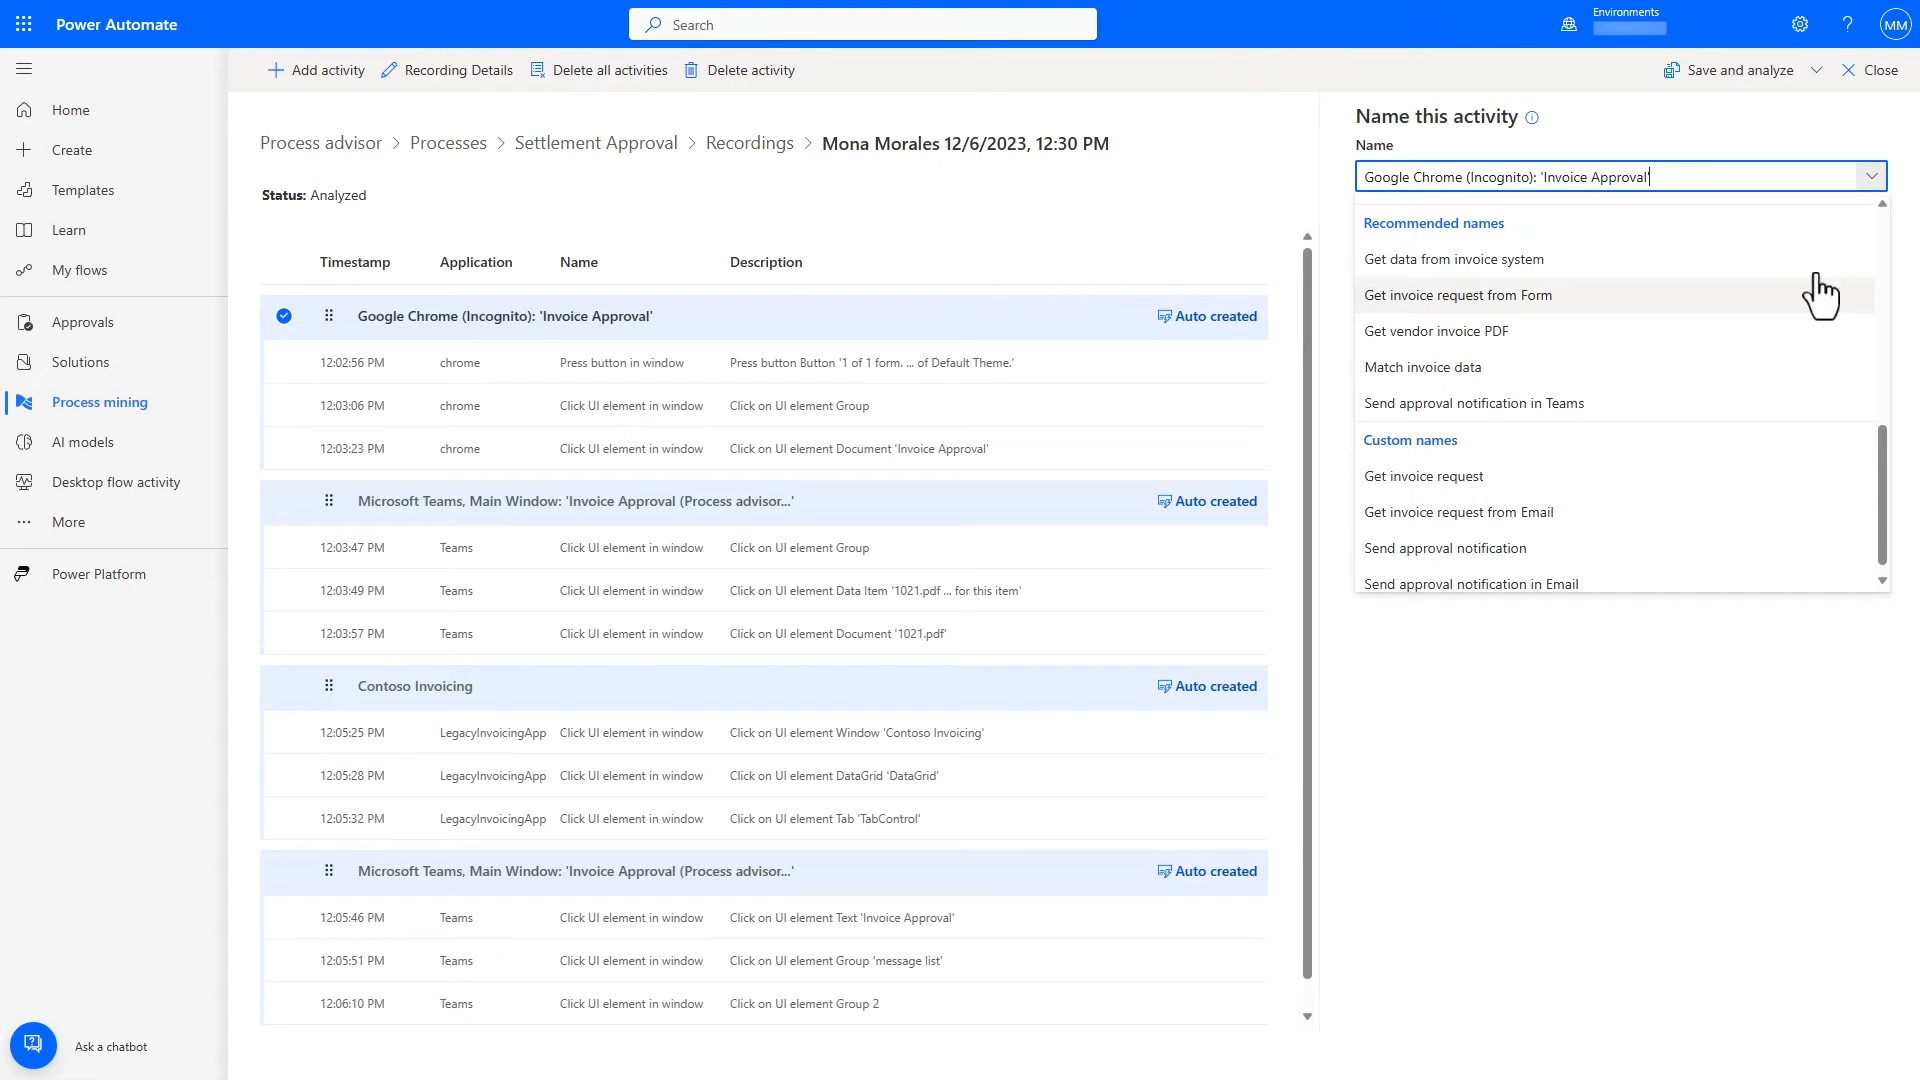 Power Automate
Search
Environments
MM
Add activity
Recording Details
Delete all activities
Delete activity
Save and analyze
Close
Home
Create
Templates
Learn
My flows
Approvals
Solutions
Process mining
AI models
Desktop flow activity
More
Power Platform
Ask a chatbot
Process advisor > Processes > Settlement Approval > Recordings > Mona Morales 12/6/2023, 12:30 PM
Status: Analyzed
Timestamp Application Name Description
Google Chrome (Incognito): 'Invoice Approval' Auto created
12:02:56 PM chrome Press button in window Press button Button '1 of 1 form. ... of Default Theme.'
12:03:06 PM chrome Click UI element in window Click on UI element Group
12:03:23 PM chrome Click UI element in window Click on UI element Document 'Invoice Approval'
Microsoft Teams, Main Window: 'Invoice Approval (Process advisor...' Auto created
12:03:47 PM Teams Click UI element in window Click on UI element Group
12:03:49 PM Teams Click UI element in window Click on UI element Data Item '1021.pdf ... for this item'
12:03:57 PM Teams Click UI element in window Click on UI element Document '1021.pdf'
Contoso Invoicing Auto created
12:05:25 PM LegacyInvoicingApp Click UI element in window Click on UI element Window 'Contoso Invoicing'
12:05:28 PM LegacyInvoicingApp Click UI element in window Click on UI element DataGrid 'DataGrid'
12:05:32 PM LegacyInvoicingApp Click UI element in window Click on UI element Tab 'TabControl'
Microsoft Teams, Main Window: 'Invoice Approval (Process advisor...' Auto created
12:05:46 PM Teams Click UI element in window Click on UI element Text 'Invoice Approval'
12:05:51 PM Teams Click UI element in window Click on UI element Group 'message list'
12:06:10 PM Teams Click UI element in window Click on UI element Group 2
Name this activity
Name
Google Chrome (Incognito): 'Invoice Approval'
Recommended names
Get data from invoice system
Get invoice request from Form
Get vendor invoice PDF
Match invoice data
Send approval notification in Teams
Custom names
Get invoice request
Get invoice request from Email
Send approval notification
Send approval notification in Email